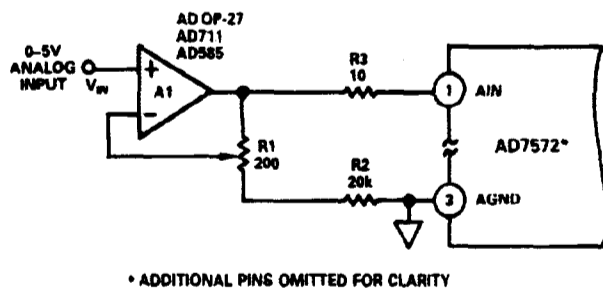 AD OP-27
AD711
AD585
0–5V
ANALOG
INPUT
VIN
+
A1
−
R3
10
1
AIN
AD7572*
R1
200
R2
20k
3
AGND
* ADDITIONAL PINS OMITTED FOR CLARITY